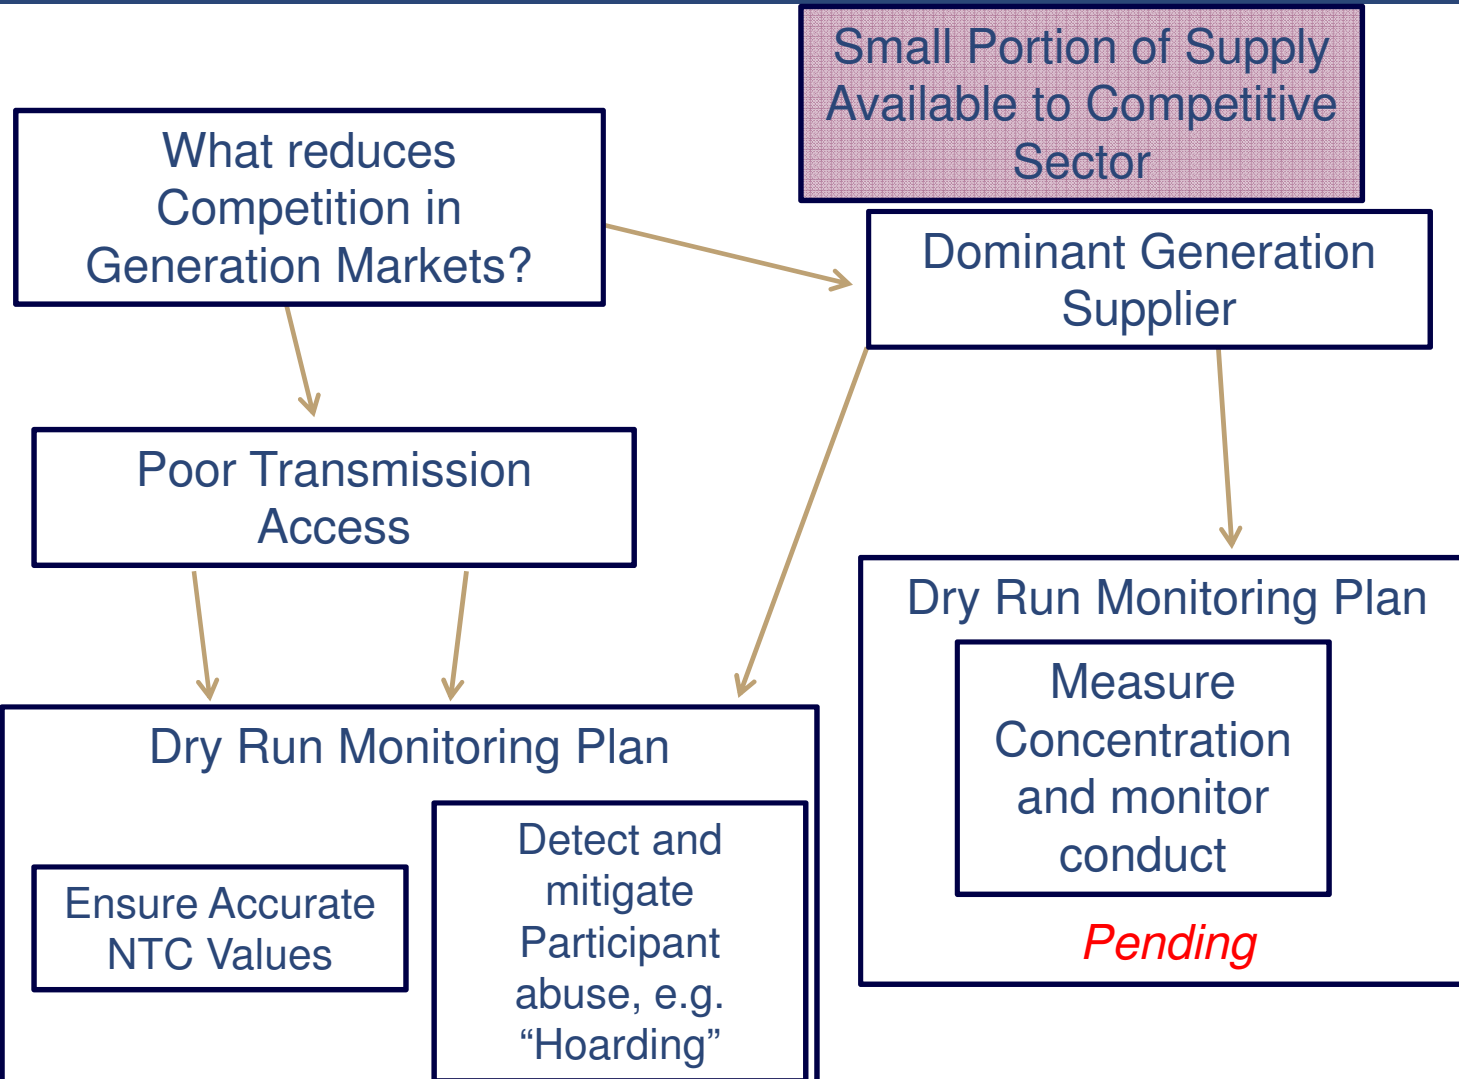 Small Portion of Supply
Available to Competitive
Sector
What reduces
Competition in
Generation Markets?
Dominant Generation
Supplier
Poor Transmission
Access
Dry Run Monitoring Plan
Measure
Concentration
and monitor
conduct
Pending
Dry Run Monitoring Plan
Ensure Accurate
NTC Values
Detect and
mitigate
Participant
abuse, e.g.
“Hoarding”